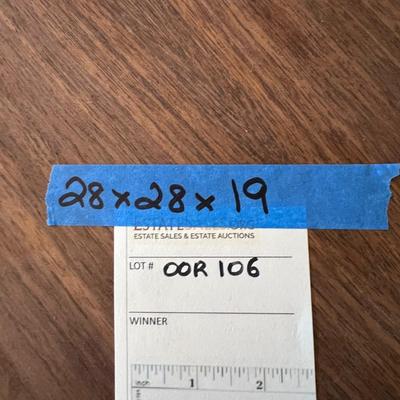 28 x 28 x 19
ESTATE SALES & ESTATE AUCTIONS
LOT # OOR 106
WINNER
inch 1 2